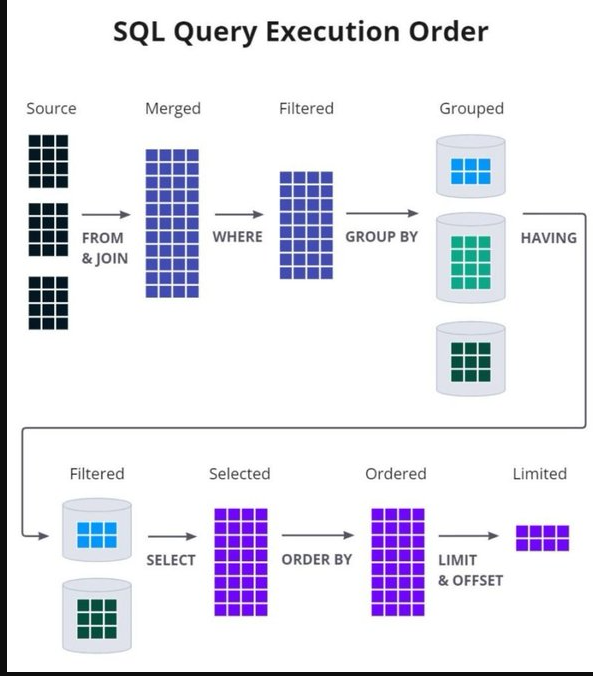 SQL Query Execution Order
Source
Merged
Filtered
Grouped
FROM
& JOIN
WHERE
GROUP BY
HAVING
Filtered
Selected
Ordered
Limited
SELECT
ORDER BY
LIMIT
& OFFSET